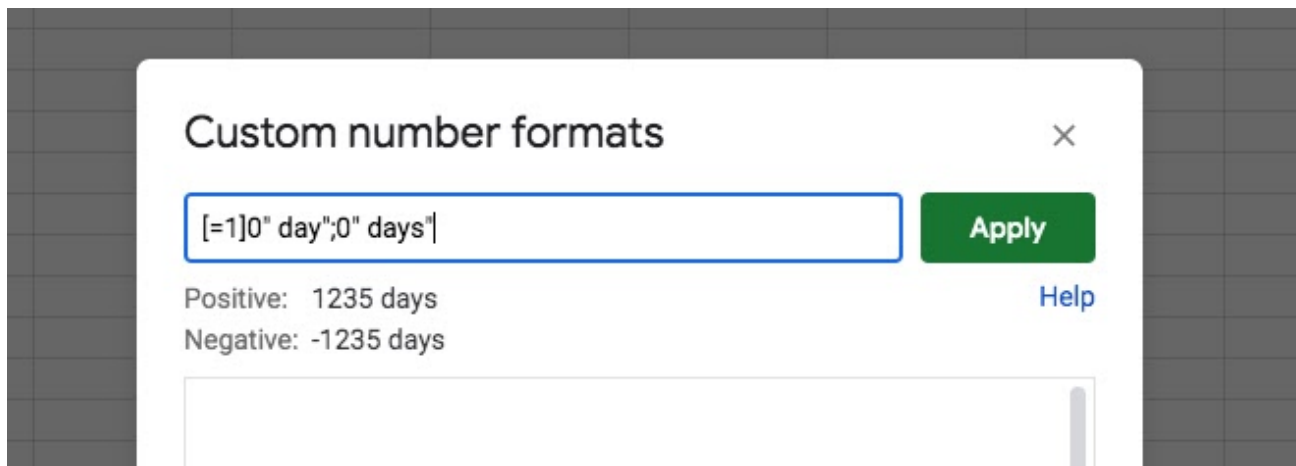 Custom number formats
×
[=1]0" day";0" days"
Apply
Positive: 1235 days
Help
Negative: -1235 days